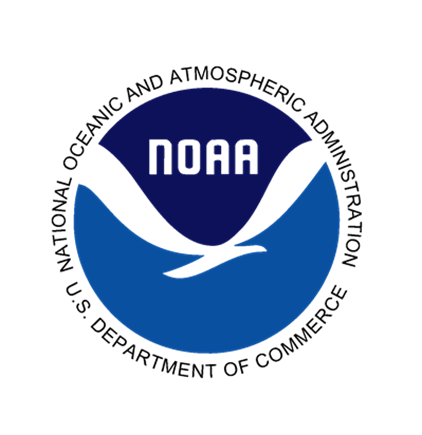 NATIONAL OCEANIC AND ATMOSPHERIC ADMINISTRATION
NOAA
U.S. DEPARTMENT OF COMMERCE